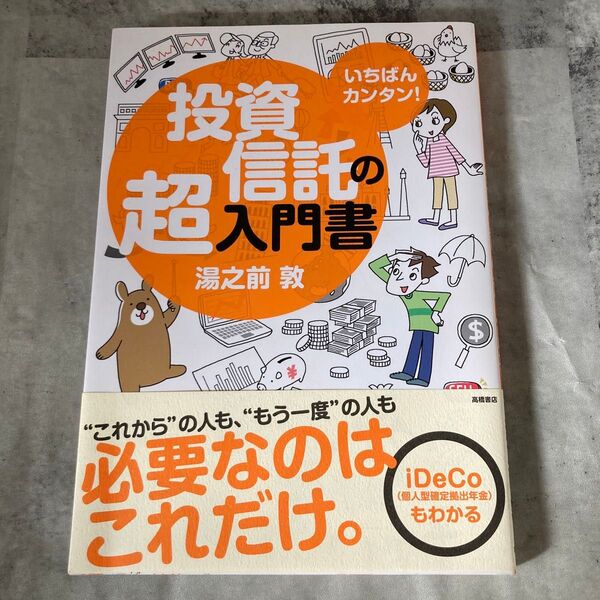 いちばん
カンタン!
投資
信託の
超入門書
湯之前 敦
$
¥
SELL
高橋書店
“これから”の人も、“もう一度”の人も
必要なのは
これだけ。
iDeCo
(個人型確定拠出年金)
もわかる